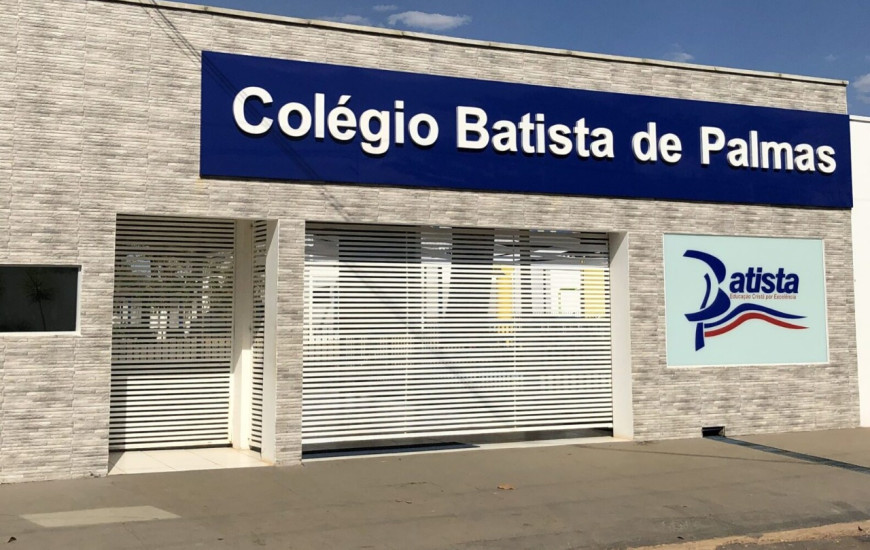 Colégio Batista de Palmas
Batista
Educação Cristã por Excelência